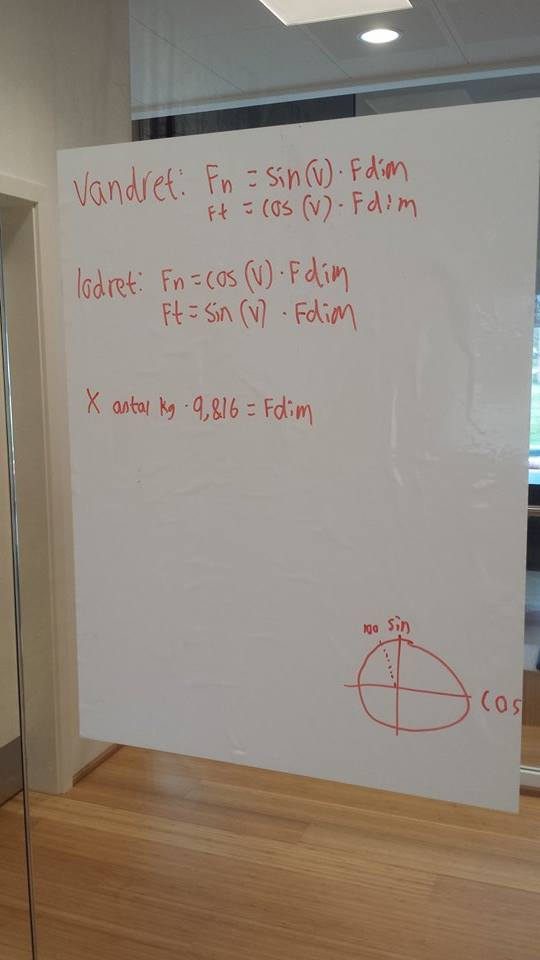 Vandret: Fn = sin(v) · Fdim
Ft = cos(v) · Fdim
lodret: Fn = cos(v) · Fdim
Ft = sin(v) · Fdim
X antal kg · 9,816 = Fdim
100 sin
cos